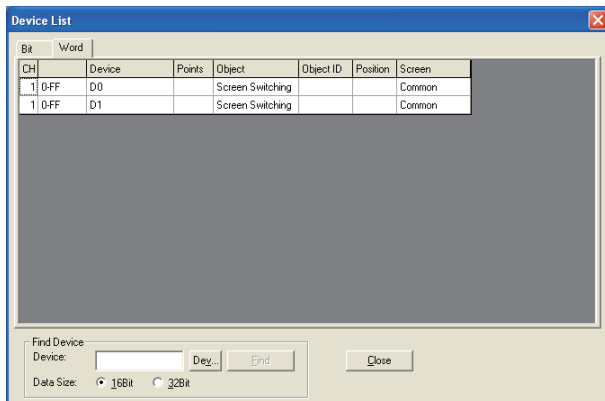 Device List
Bit Word
CH Device Points Object Object ID Position Screen
1 0-FF D0 Screen Switching Common
1 0-FF D1 Screen Switching Common
Find Device
Device: Dev... Find Close
Data Size: 16Bit 32Bit